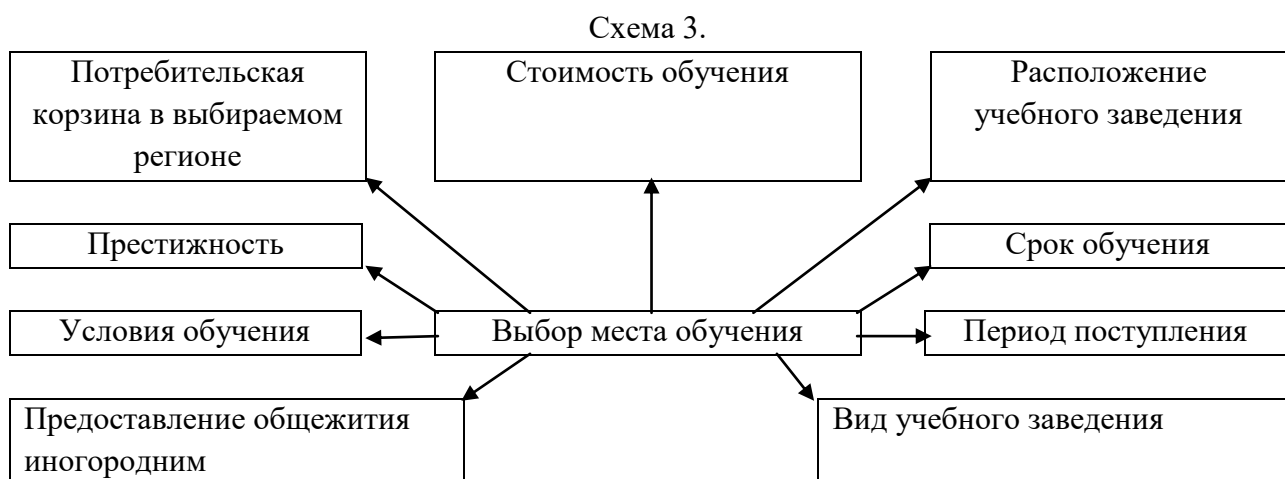 Схема 3.
Потребительская
корзина в выбираемом
регионе
Стоимость обучения
Расположение
учебного заведения
Престижность
Срок обучения
Условия обучения
Выбор места обучения
Период поступления
Предоставление общежития
иногородним
Вид учебного заведения